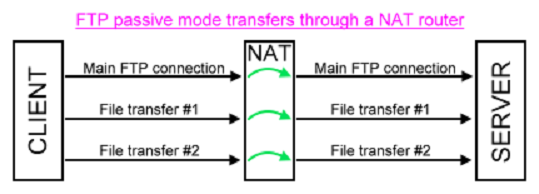 FTP passive mode transfers through a NAT router
CLIENT
NAT
SERVER
Main FTP connection
Main FTP connection
File transfer #1
File transfer #1
File transfer #2
File transfer #2